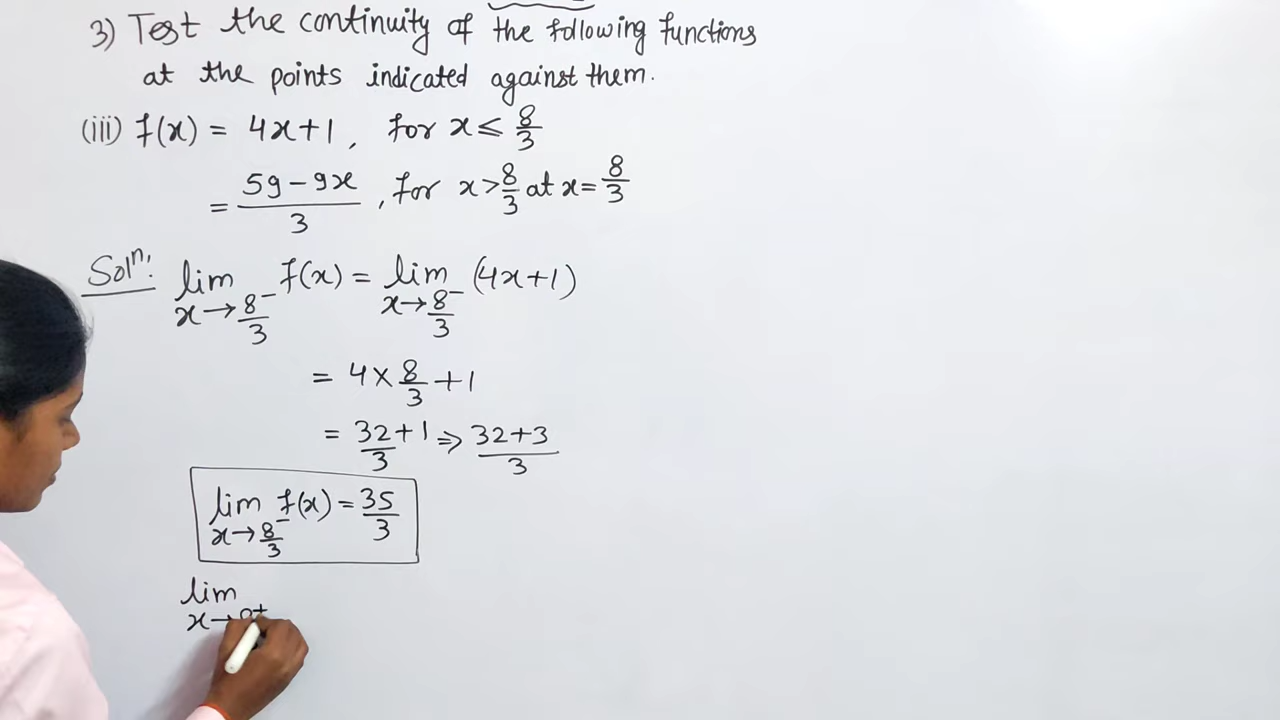 3) Test the continuity of the following functions
at the points indicated against them.
(iii) f(x) = 4x+1, for x ≤ 8/3
= (59-9x)/3, for x > 8/3 at x = 8/3
Solⁿ: lim x→8/3⁻ f(x) = lim x→8/3⁻ (4x+1)
= 4 × 8/3 + 1
= 32/3 + 1 ⇒ (32+3)/3
lim x→8/3⁻ f(x) = 35/3
lim x→